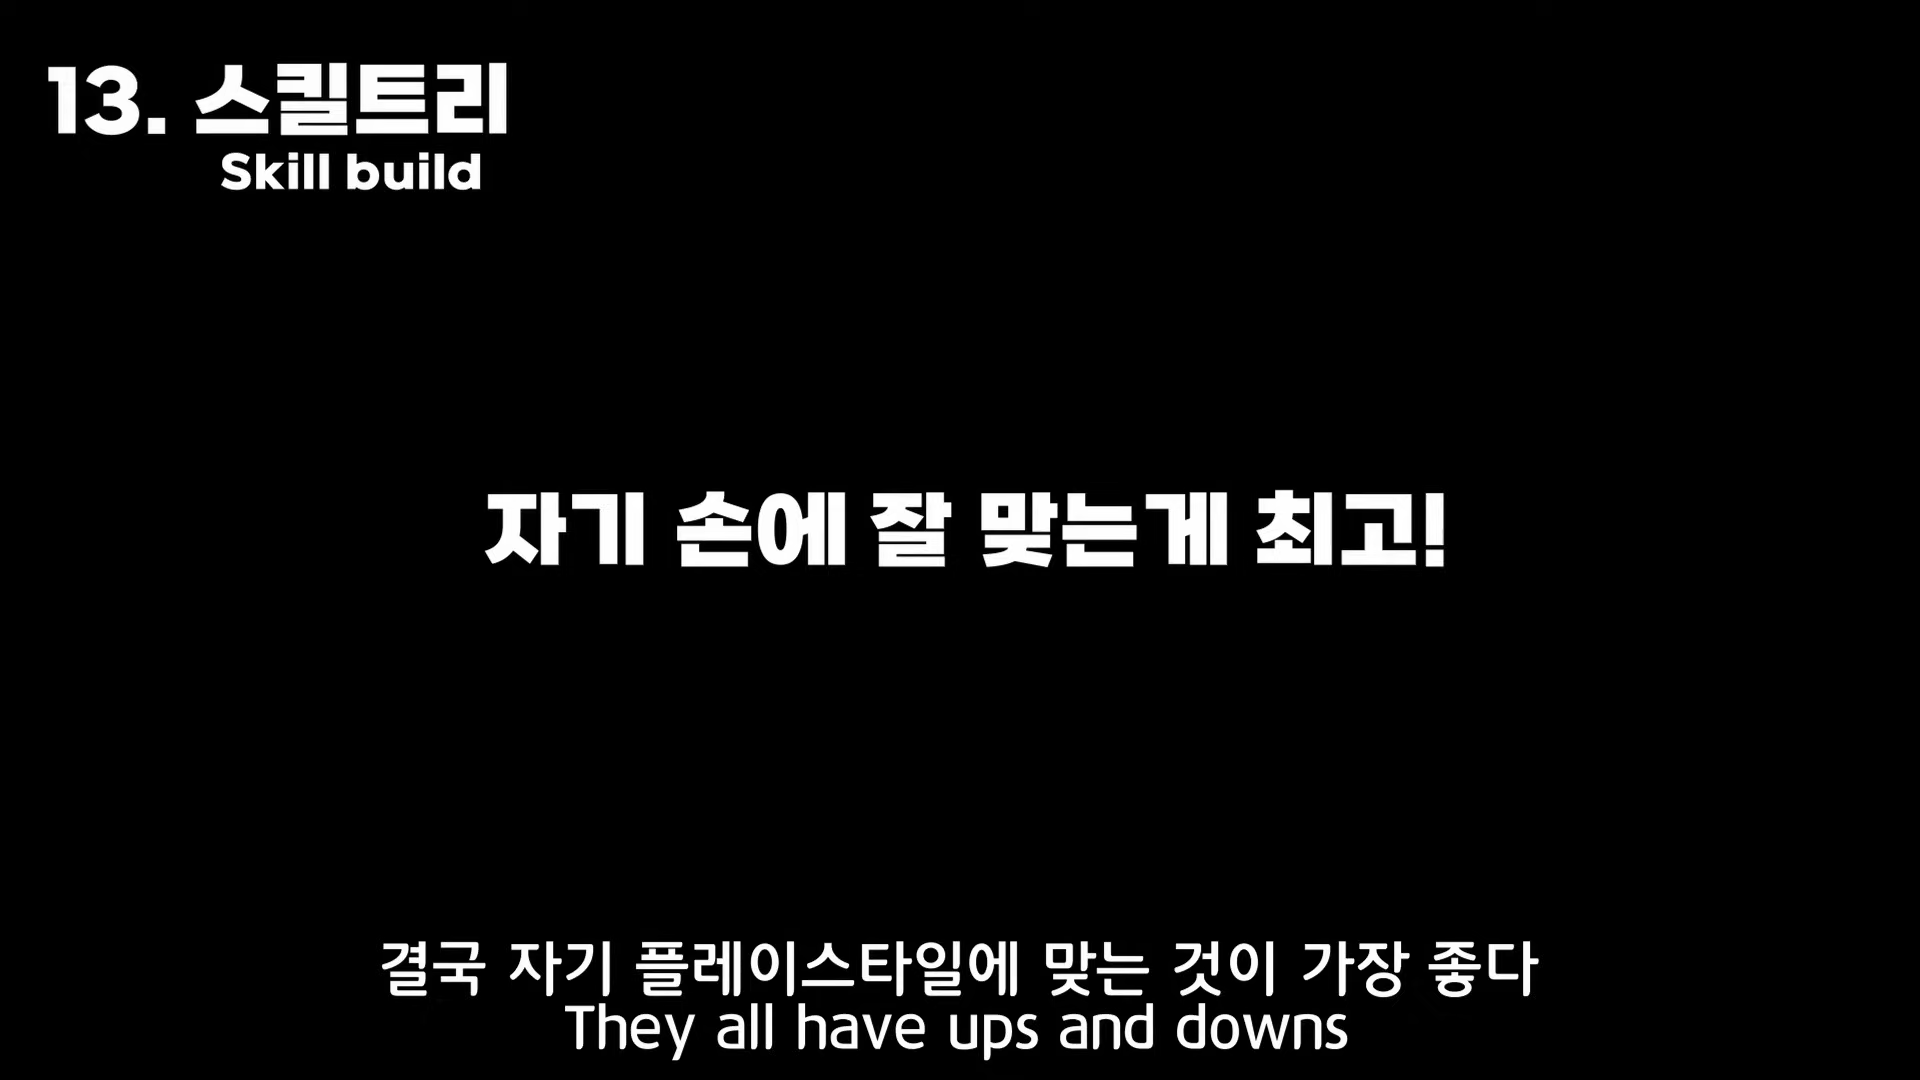 13. 스킬트리
Skill build
자기 손에 잘 맞는게 최고!
결국 자기 플레이스타일에 맞는 것이 가장 좋다
They all have ups and downs